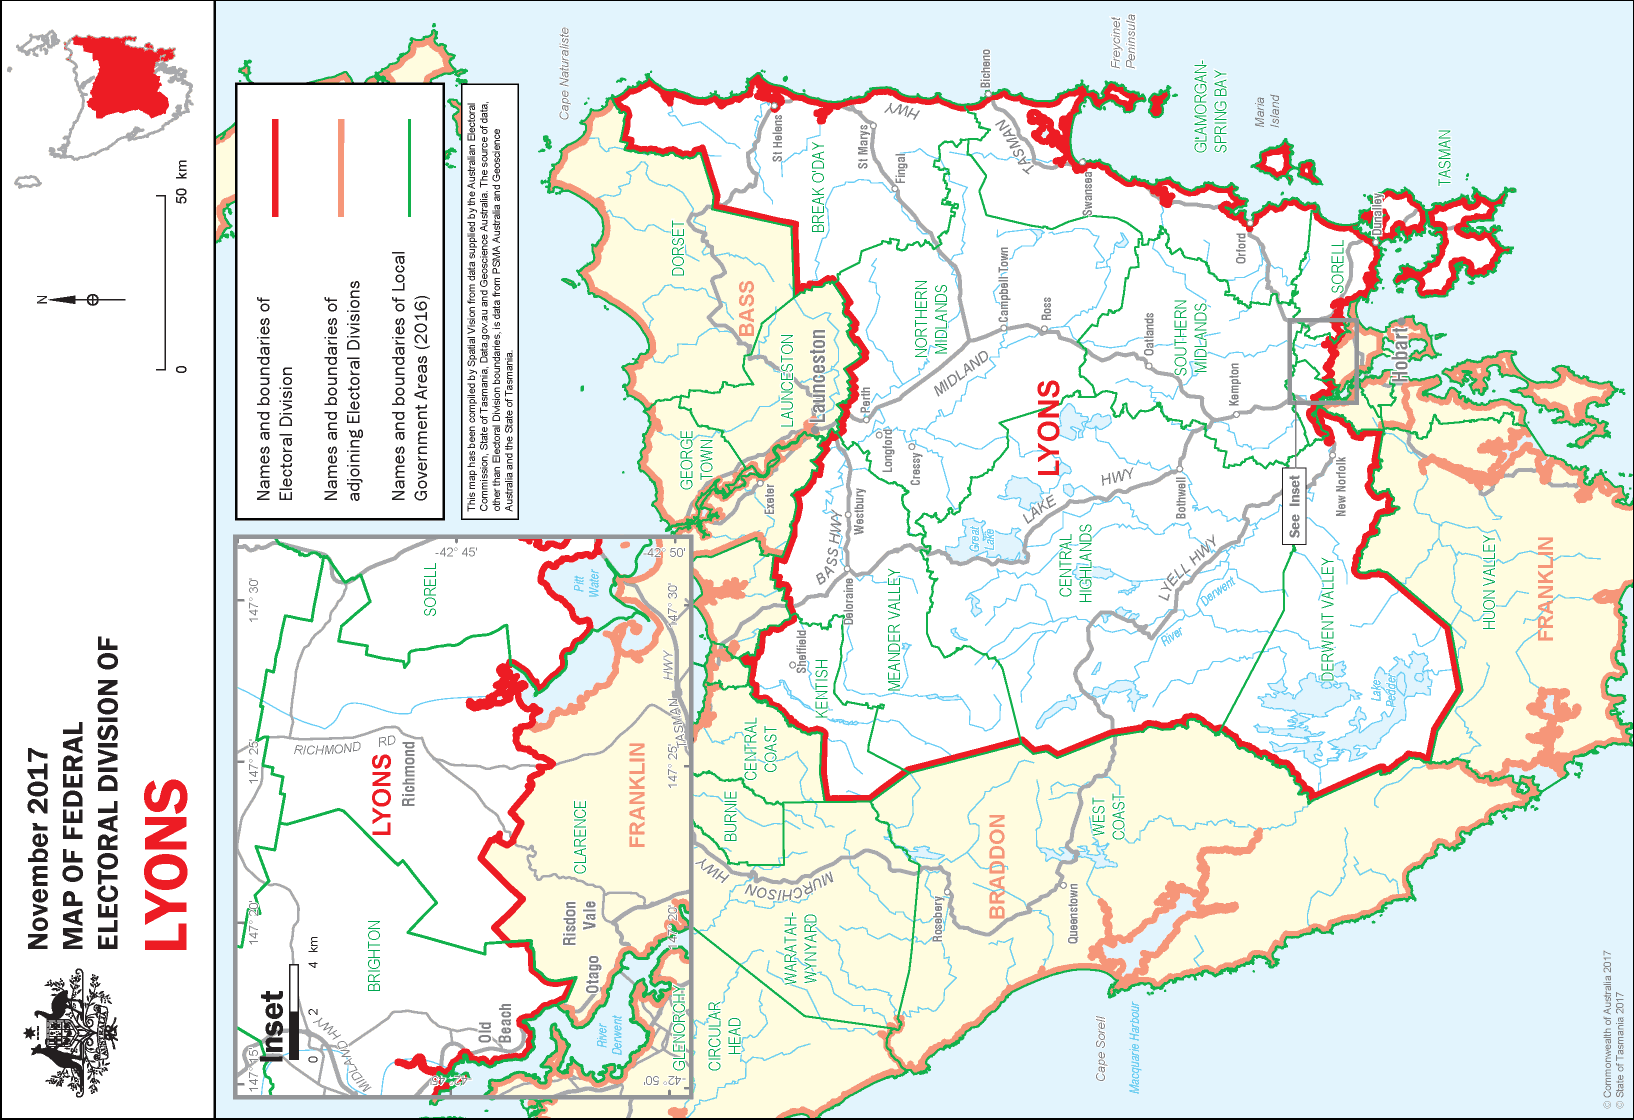 November 2017
MAP OF FEDERAL
ELECTORAL DIVISION OF
LYONS
N
0
50 km
Names and boundaries of
Electoral Division
Names and boundaries of
adjoining Electoral Divisions
Names and boundaries of Local
Government Areas (2016)
This map has been compiled by Spatial Vision from data supplied by the Australian Electoral
Commission, State of Tasmania, Data.gov.au and Geoscience Australia. The source of data,
other than Electoral Division boundaries, is data from PSMA Australia and Geoscience
Australia and the State of Tasmania.
Inset
0
2
4 km
147° 15'
147° 20'
147° 25'
147° 30'
-42° 45'
-42° 50'
147° 20'
147° 25'
147° 30'
-42° 45'
-42° 50'
MIDLAND HWY
BRIGHTON
RICHMOND RD
LYONS
Richmond
SORELL
Pitt
Water
Old
Beach
Otago
Risdon
Vale
CLARENCE
FRANKLIN
River
Derwent
GLENORCHY
TASMAN HWY
TASMAN
Cape Naturaliste
Freycinet
Peninsula
Maria
Island
GLAMORGAN-
SPRING BAY
TASMAN
Bicheno
St Helens
St Marys
HWY
TASMAN
Fingal
BREAK O'DAY
Swansea
Dunalley
Orford
SORELL
DORSET
BASS
LAUNCESTON
Launceston
GEORGE
TOWN
Exeter
NORTHERN
MIDLANDS
Campbell Town
Ross
MIDLAND
Perth
Longford
Cressy
Oatlands
SOUTHERN
MIDLANDS
Kempton
LYONS
Hobart
See Inset
New Norfolk
Bothwell
LAKE
HWY
Great
Lake
BASS HWY
Westbury
Deloraine
CENTRAL
HIGHLANDS
LYELL HWY
River
Derwent
MEANDER VALLEY
Sheffield
KENTISH
DERWENT VALLEY
Lake
Pedder
HUON VALLEY
FRANKLIN
CENTRAL
COAST
BURNIE
MURCHISON
HWY
WARATAH-
WYNYARD
CIRCULAR
HEAD
BRADDON
Rosebery
WEST
COAST
Queenstown
Cape Sorell
Macquarie Harbour
© Commonwealth of Australia 2017
© State of Tasmania 2017